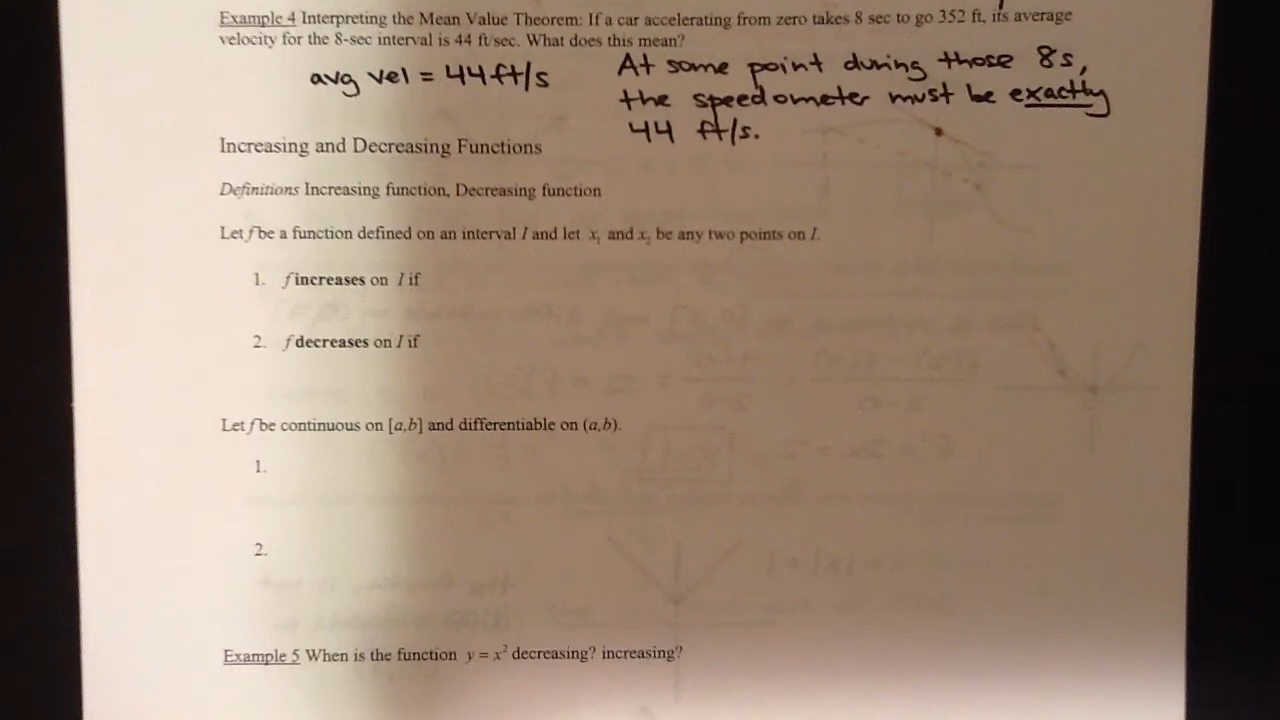 Example 4 Interpreting the Mean Value Theorem: If a car accelerating from zero takes 8 sec to go 352 ft, its average
velocity for the 8-sec interval is 44 ft/sec. What does this mean?
avg vel = 44 ft/s
At some point during those 8s,
the speedometer must be exactly
44 ft/s.
Increasing and Decreasing Functions
Definitions Increasing function, Decreasing function
Let f be a function defined on an interval I and let x₁ and x₂ be any two points on I.
1. f increases on I if
2. f decreases on I if
Let f be continuous on [a,b] and differentiable on (a,b).
1.
2.
Example 5 When is the function y = x² decreasing? increasing?